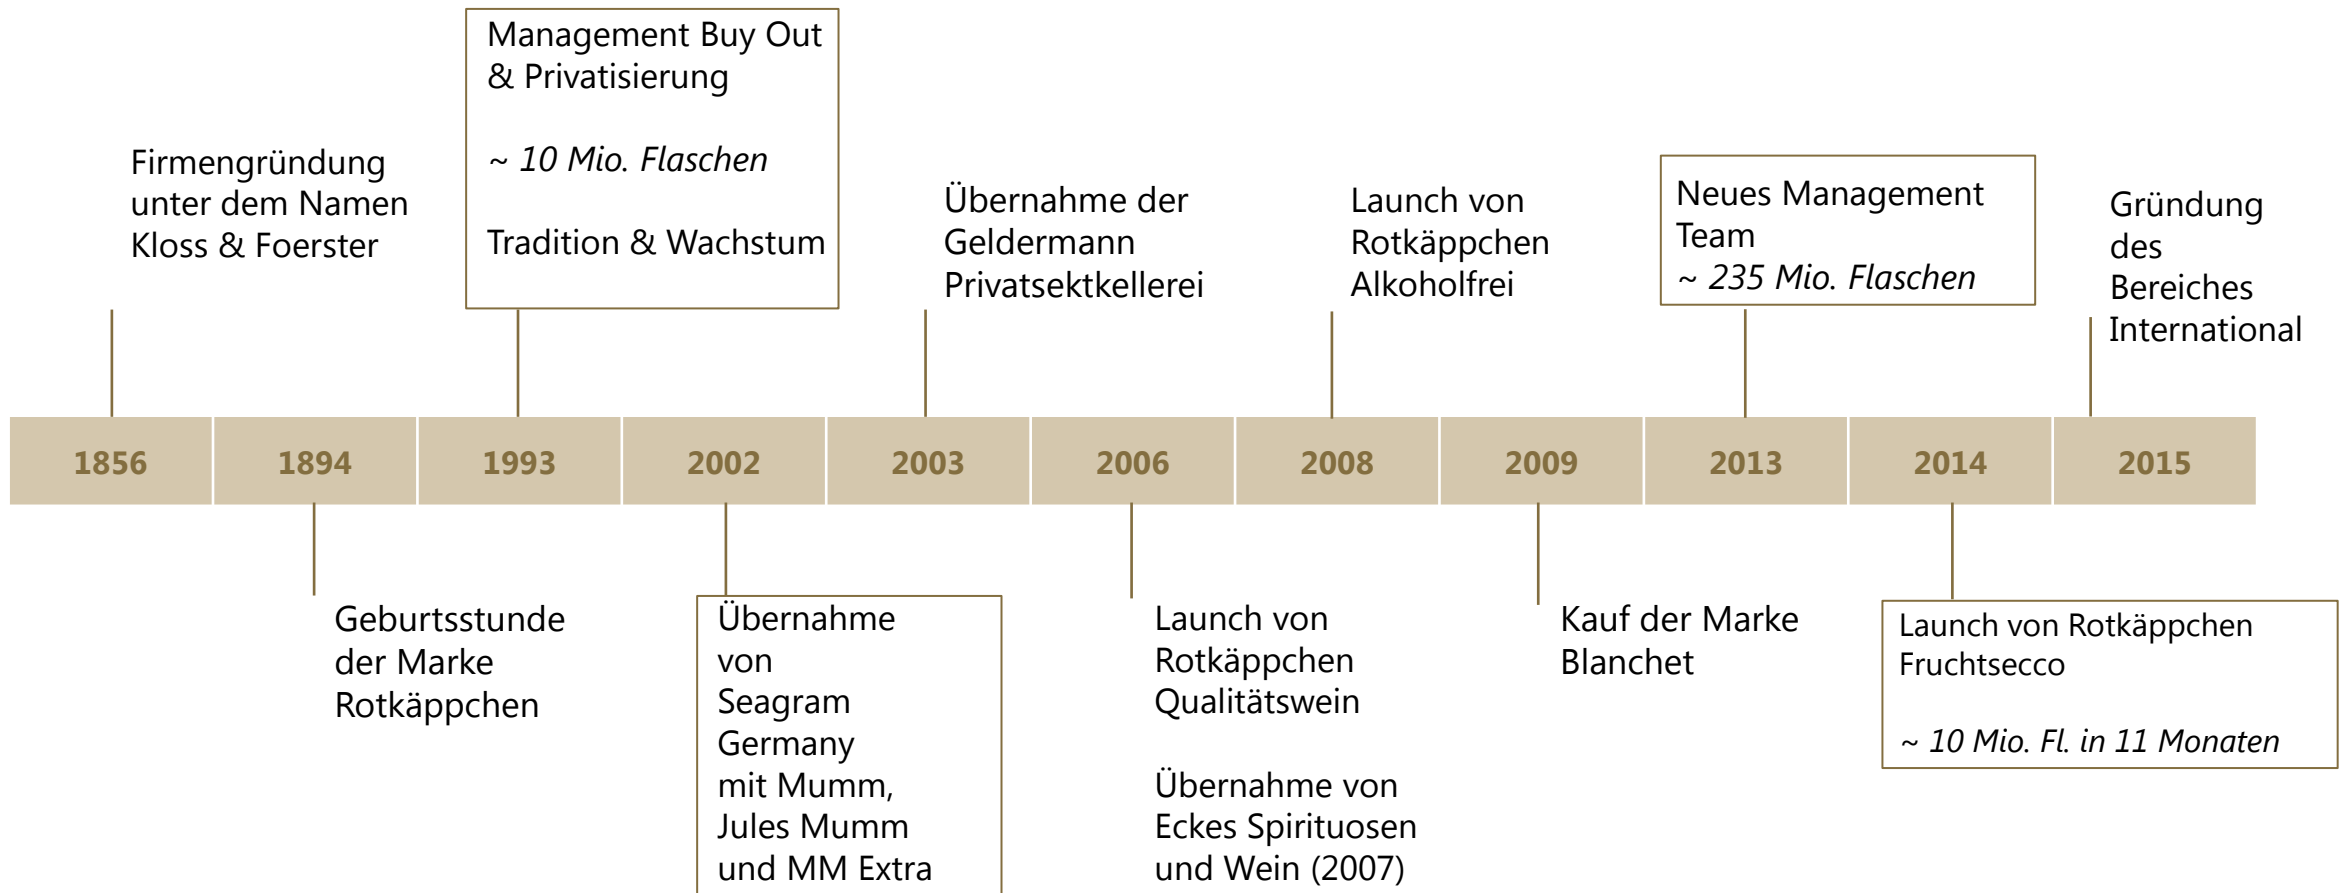 Management Buy Out
& Privatisierung
~ 10 Mio. Flaschen
Tradition & Wachstum
Firmengründung
unter dem Namen
Kloss & Foerster
Übernahme der
Geldermann
Privatsektkellerei
Launch von
Rotkäppchen
Alkoholfrei
Neues Management
Team
~ 235 Mio. Flaschen
Gründung
des
Bereiches
International
1856
1894
1993
2002
2003
2006
2008
2009
2013
2014
2015
Geburtsstunde
der Marke
Rotkäppchen
Übernahme
von
Seagram
Germany
mit Mumm,
Jules Mumm
und MM Extra
Launch von
Rotkäppchen
Qualitätswein
Übernahme von
Eckes Spirituosen
und Wein (2007)
Kauf der Marke
Blanchet
Launch von Rotkäppchen
Fruchtsecco
~ 10 Mio. Fl. in 11 Monaten